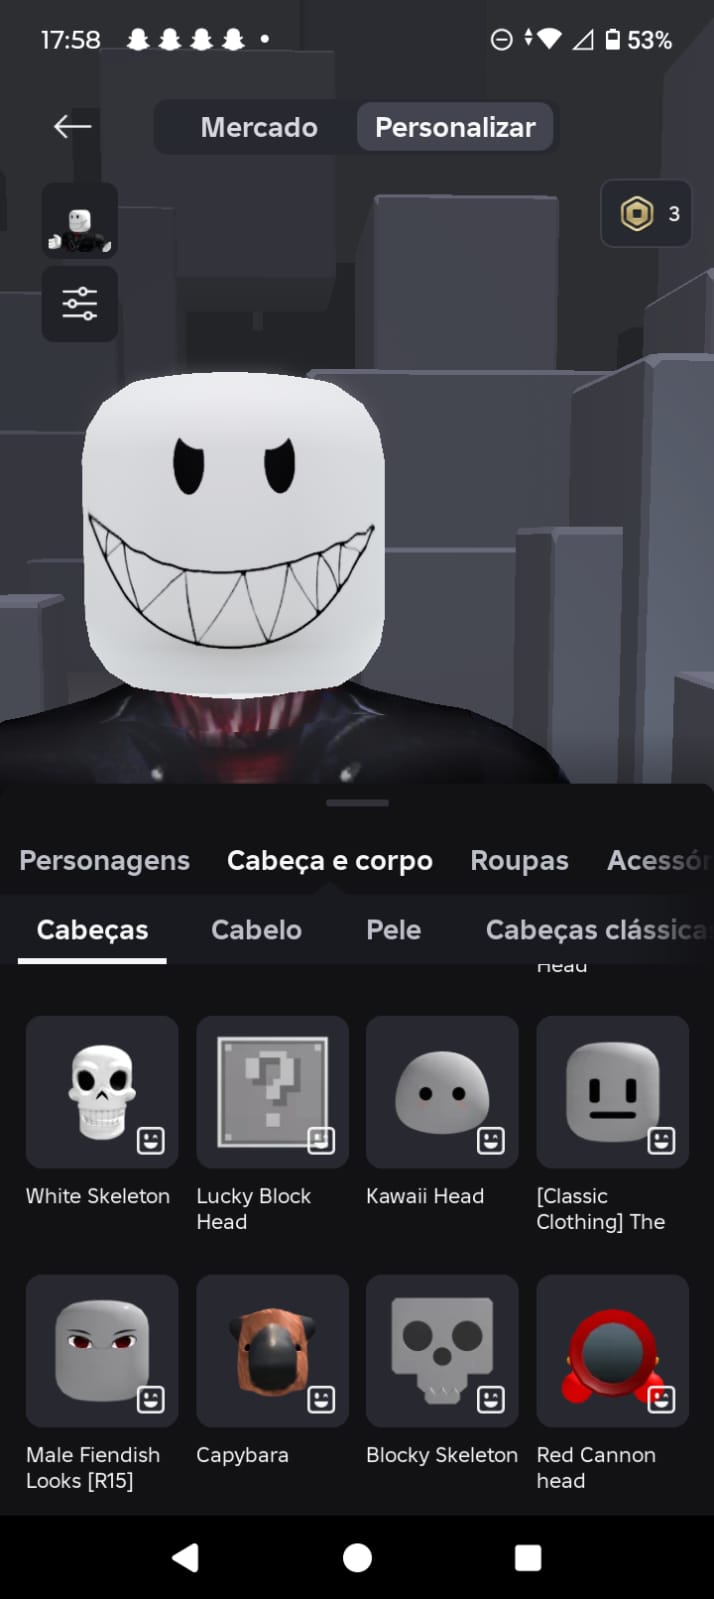 17:58
53%
Mercado
Personalizar
3
Personagens
Cabeça e corpo
Roupas
Acessór
Cabeças
Cabelo
Pele
Cabeças clássica
Head
White Skeleton
Lucky Block
Head
Kawaii Head
[Classic
Clothing] The
Male Fiendish
Looks [R15]
Capybara
Blocky Skeleton
Red Cannon
head